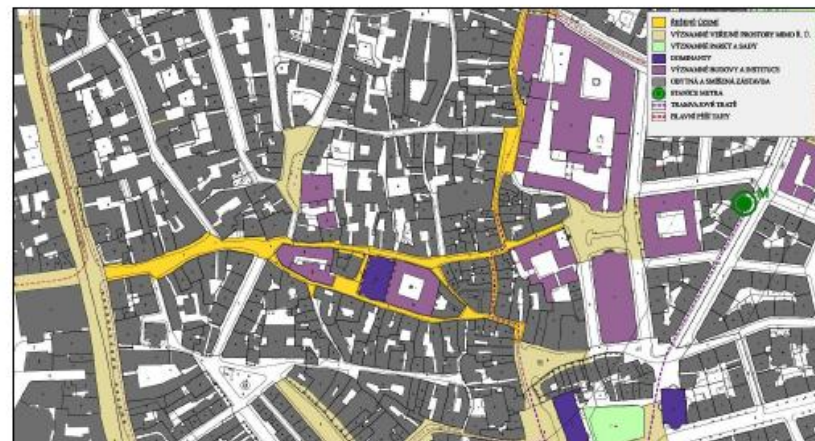 ŘEŠENÉ ÚZEMÍ
VÝZNAMNÉ VEŘEJNÉ PROSTORY MIMO Ř. Ú.
VÝZNAMNÉ PARKY A SADY
DOMINANTY
VÝZNAMNÉ BUDOVY A INSTITUCE
OBYTNÁ A SMÍŠENÁ ZÁSTAVBA
STANICE METRA
TRAMVAJOVÉ TRATĚ
HLAVNÍ PĚŠÍ TAHY
M